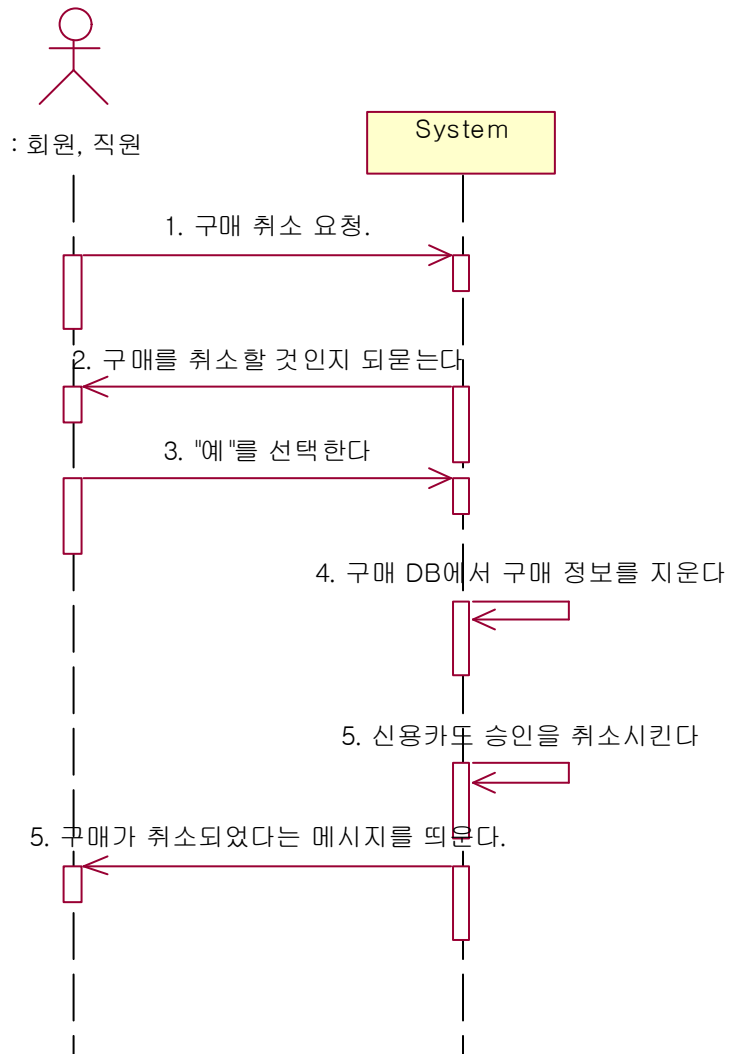 : 회원, 직원
System
1. 구매 취소 요청.
2. 구매를 취소할 것인지 되묻는다
3. "예"를 선택한다
4. 구매 DB에서 구매 정보를 지운다
5. 신용카드 승인을 취소시킨다
5. 구매가 취소되었다는 메시지를 띄운다.